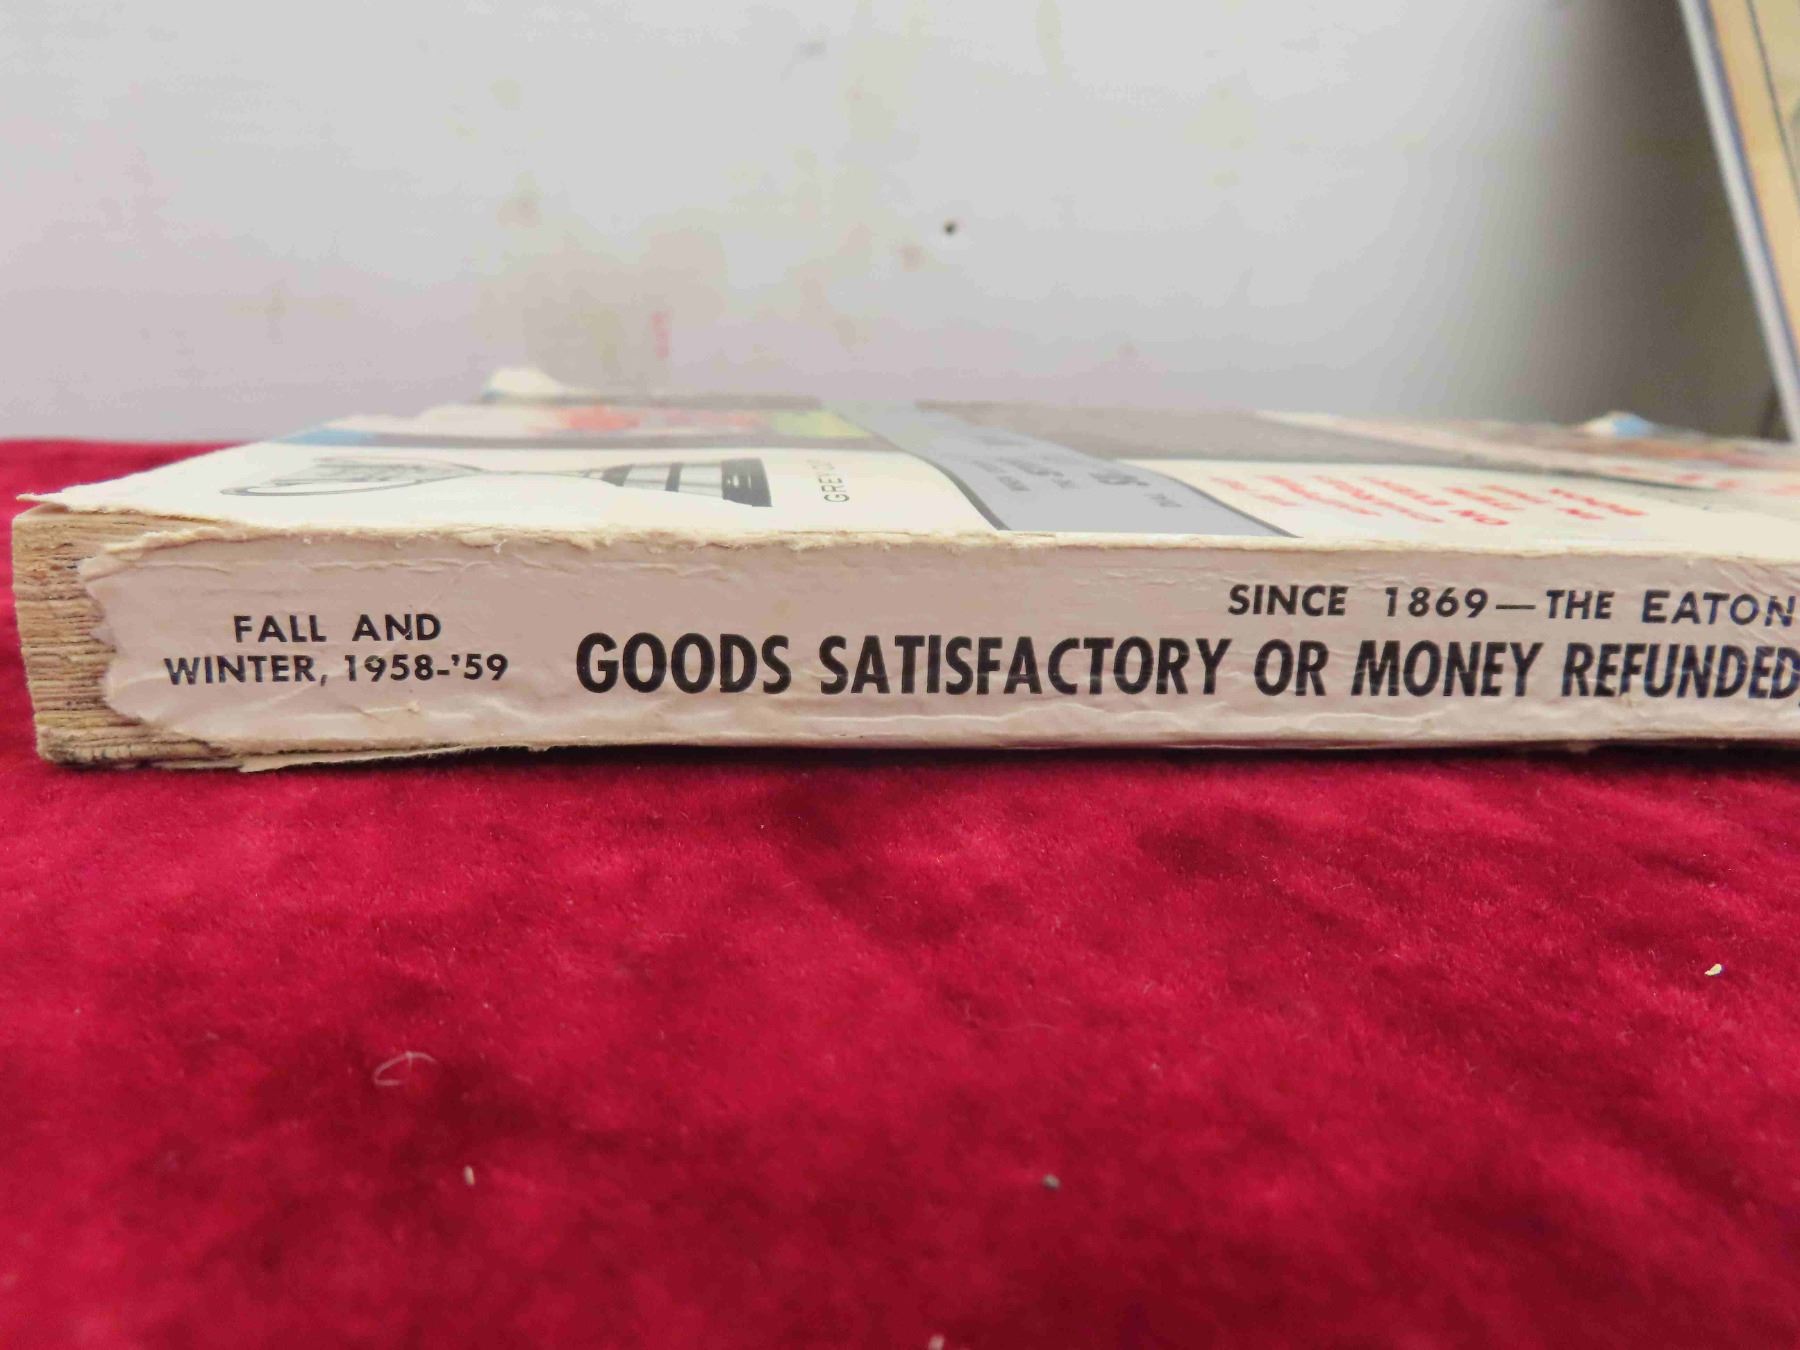 FALL AND
WINTER, 1958-'59
SINCE 1869—THE EATON
GOODS SATISFACTORY OR MONEY REFUNDED,